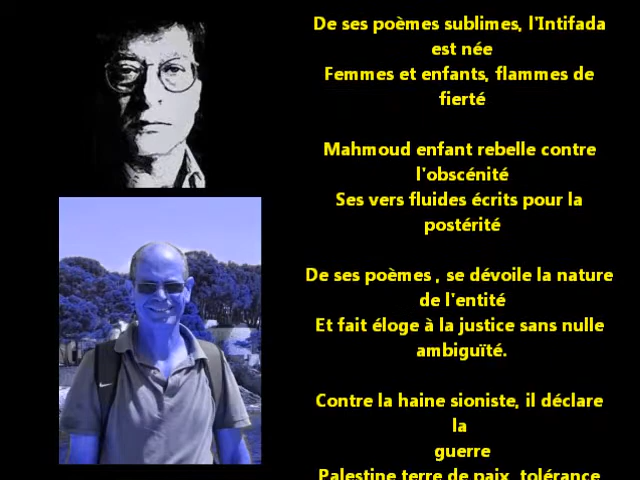 De ses poèmes sublimes, l'Intifada
est née
Femmes et enfants, flammes de
fierté
Mahmoud enfant rebelle contre
l'obscénité
Ses vers fluides écrits pour la
postérité
De ses poèmes , se dévoile la nature
de l'entité
Et fait éloge à la justice sans nulle
ambiguïté.
Contre la haine sioniste, il déclare
la
guerre
Palestine terre de paix, tolérance